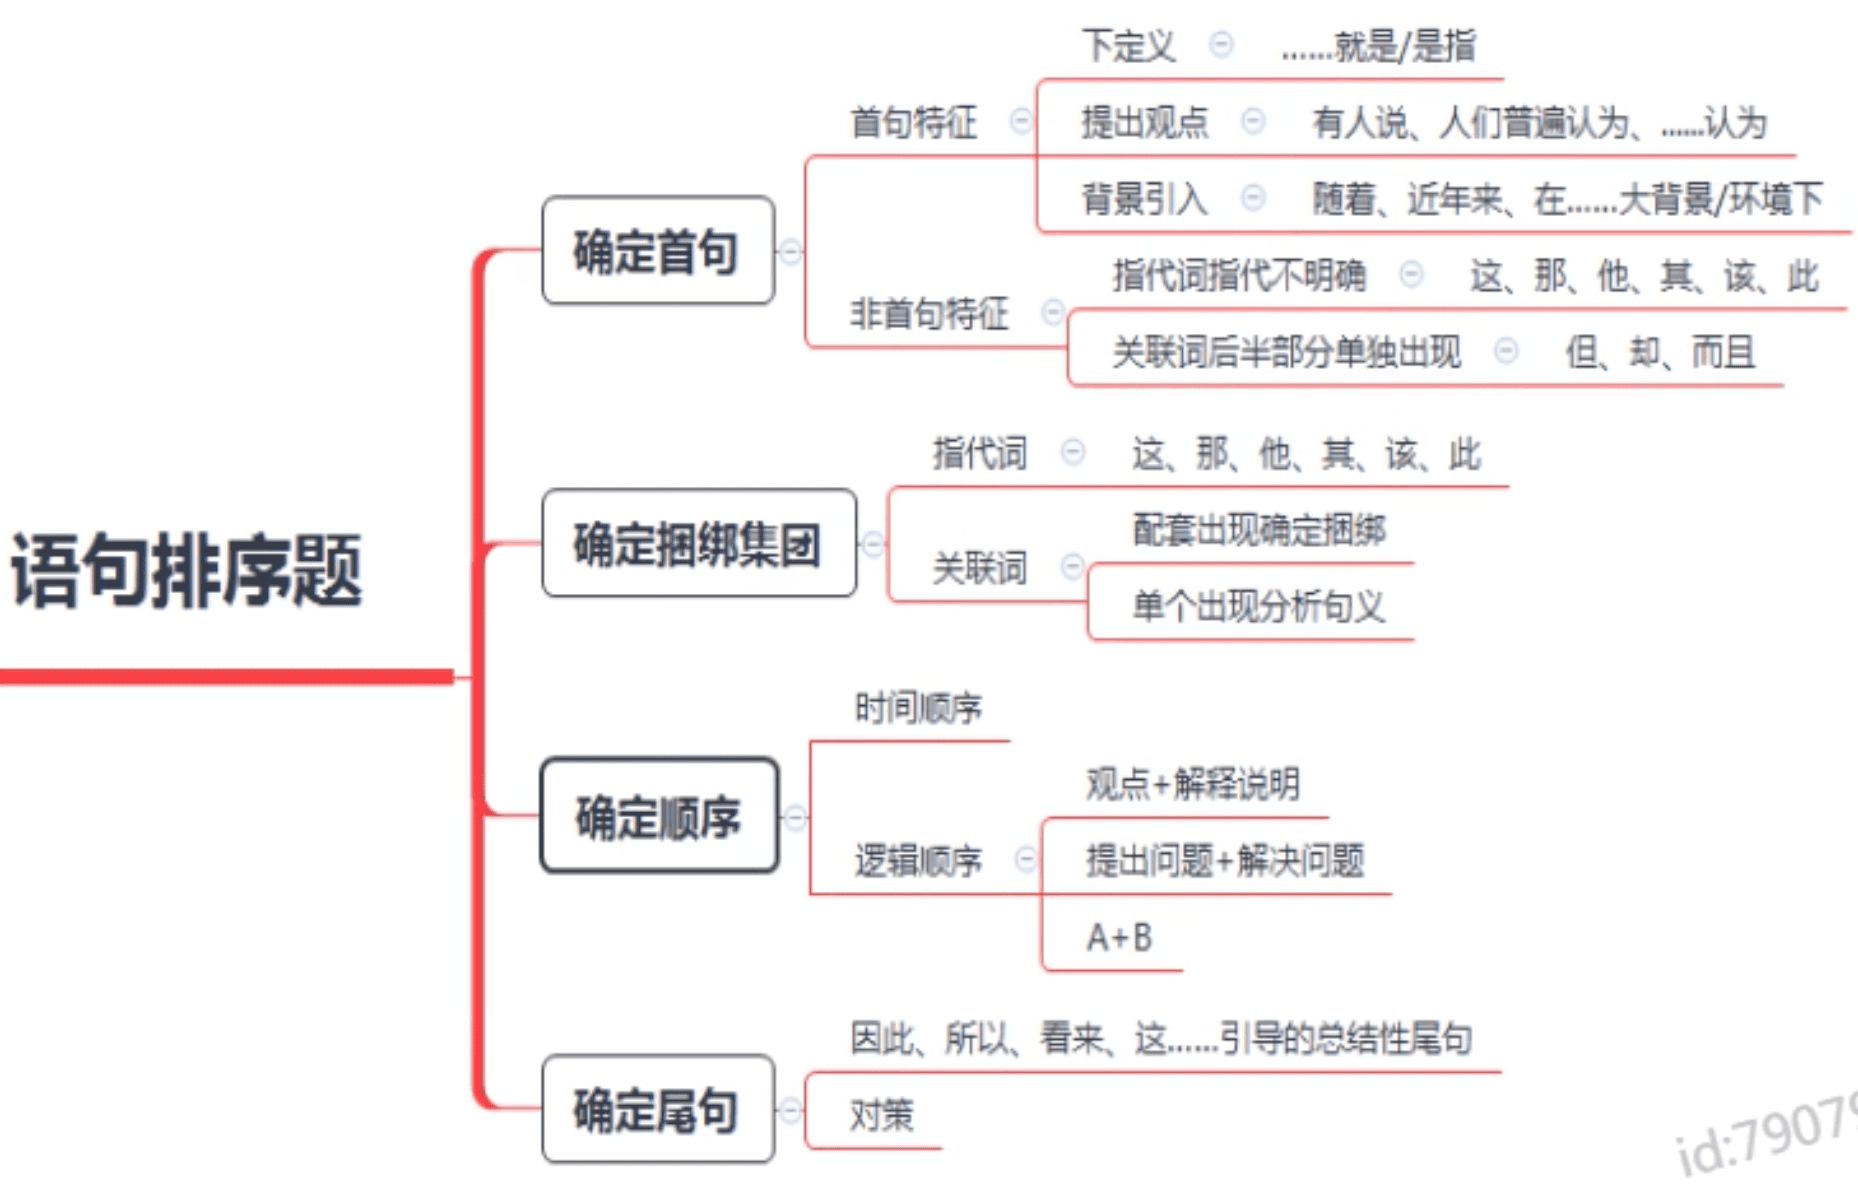 语句排序题
确定首句
首句特征
下定义
……就是/是指
提出观点
有人说、人们普遍认为、……认为
背景引入
随着、近年来、在……大背景/环境下
非首句特征
指代词指代不明确
这、那、他、其、该、此
关联词后半部分单独出现
但、却、而且
确定捆绑集团
指代词
这、那、他、其、该、此
关联词
配套出现确定捆绑
单个出现分析句义
确定顺序
时间顺序
逻辑顺序
观点+解释说明
提出问题+解决问题
A+B
确定尾句
因此、所以、看来、这……引导的总结性尾句
对策
id:7907